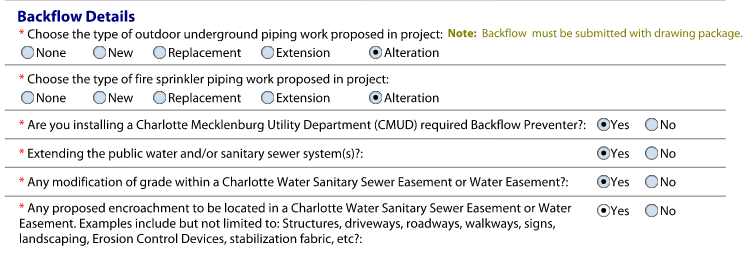 Backflow Details
* Choose the type of outdoor underground piping work proposed in project: Note: Backflow must be submitted with drawing package.
None New Replacement Extension Alteration
* Choose the type of fire sprinkler piping work proposed in project:
None New Replacement Extension Alteration
* Are you installing a Charlotte Mecklenburg Utility Department (CMUD) required Backflow Preventer?: Yes No
* Extending the public water and/or sanitary sewer system(s)?: Yes No
* Any modification of grade within a Charlotte Water Sanitary Sewer Easement or Water Easement?: Yes No
* Any proposed encroachment to be located in a Charlotte Water Sanitary Sewer Easement or Water Yes No
Easement. Examples include but not limited to: Structures, driveways, roadways, walkways, signs,
landscaping, Erosion Control Devices, stabilization fabric, etc?: